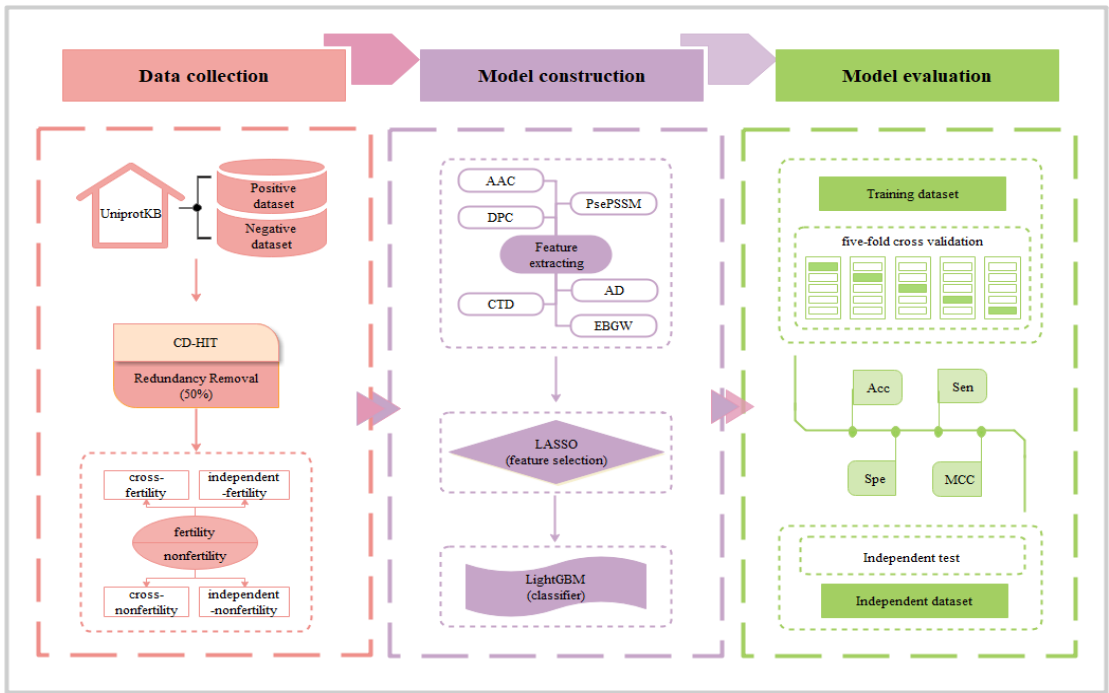 Data collection
Model construction
Model evaluation
UniprotKB
Positive
dataset
Negative
dataset
CD-HIT
Redundancy Removal
(50%)
cross-
fertility
independent
-fertility
fertility
nonfertility
cross-
nonfertility
independent
-nonfertility
AAC
PsePSSM
DPC
Feature
extracting
AD
CTD
EBGW
LASSO
(feature selection)
LightGBM
(classifier)
Training dataset
five-fold cross validation
Acc
Sen
Spe
MCC
Independent test
Independent dataset